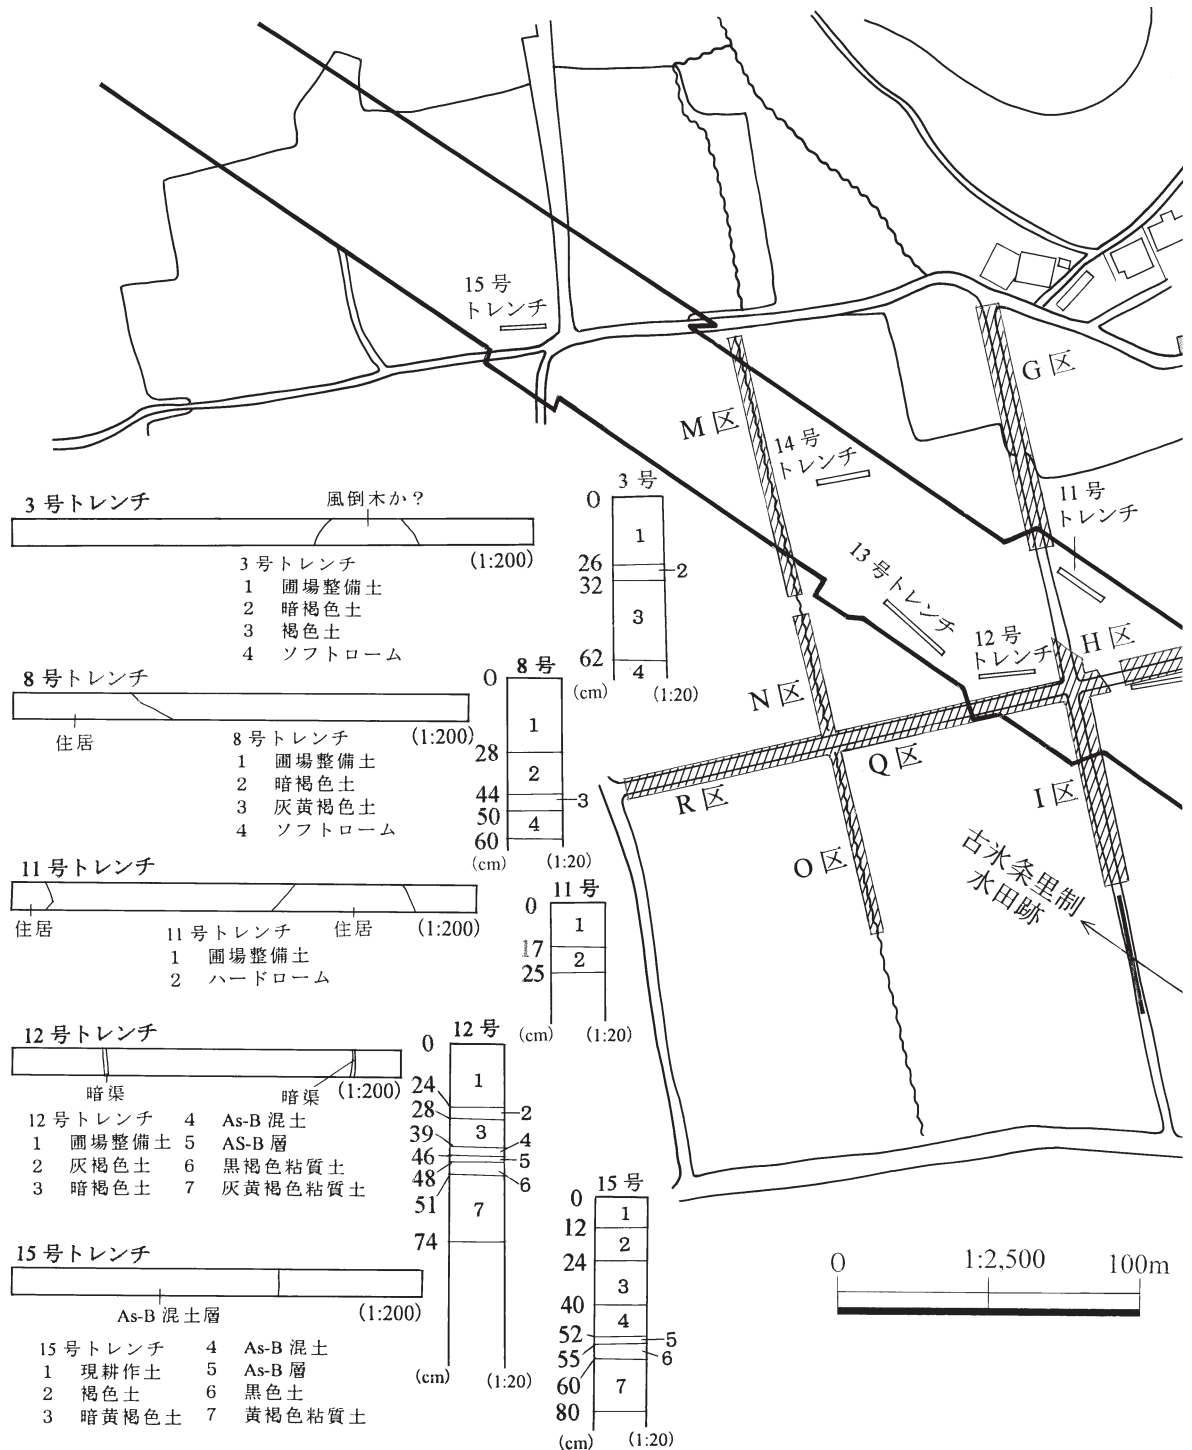 15号
トレンチ
G区
M区
14号
トレンチ
11号
トレンチ
13号トレンチ
12号
トレンチ
H区
N区
Q区
R区
I区
O区
古氷条里制
水田跡
0 1:2,500 100m
3号トレンチ
風倒木か？
(1:200)
3号トレンチ
1 圃場整備土
2 暗褐色土
3 褐色土
4 ソフトローム
3号
0
26
32
62
(cm)
1
2
3
4
(1:20)
8号トレンチ
住居
(1:200)
8号トレンチ
1 圃場整備土
2 暗褐色土
3 灰黄褐色土
4 ソフトローム
8号
0
28
44
50
60
(cm)
1
2
3
4
(1:20)
11号トレンチ
住居
住居
(1:200)
11号トレンチ
1 圃場整備土
2 ハードローム
11号
0
17
25
(cm)
1
2
(1:20)
12号トレンチ
暗渠
暗渠
(1:200)
12号トレンチ
1 圃場整備土
2 灰褐色土
3 暗褐色土
4 As-B混土
5 AS-B層
6 黒褐色粘質土
7 灰黄褐色粘質土
12号
0
24
28
39
46
48
51
74
(cm)
1
2
3
4
5
6
7
(1:20)
15号トレンチ
As-B混土層
(1:200)
15号トレンチ
1 現耕作土
2 褐色土
3 暗黄褐色土
4 As-B混土
5 As-B層
6 黒色土
7 黄褐色粘質土
15号
0
12
24
40
52
55
60
80
(cm)
1
2
3
4
5
6
7
(1:20)